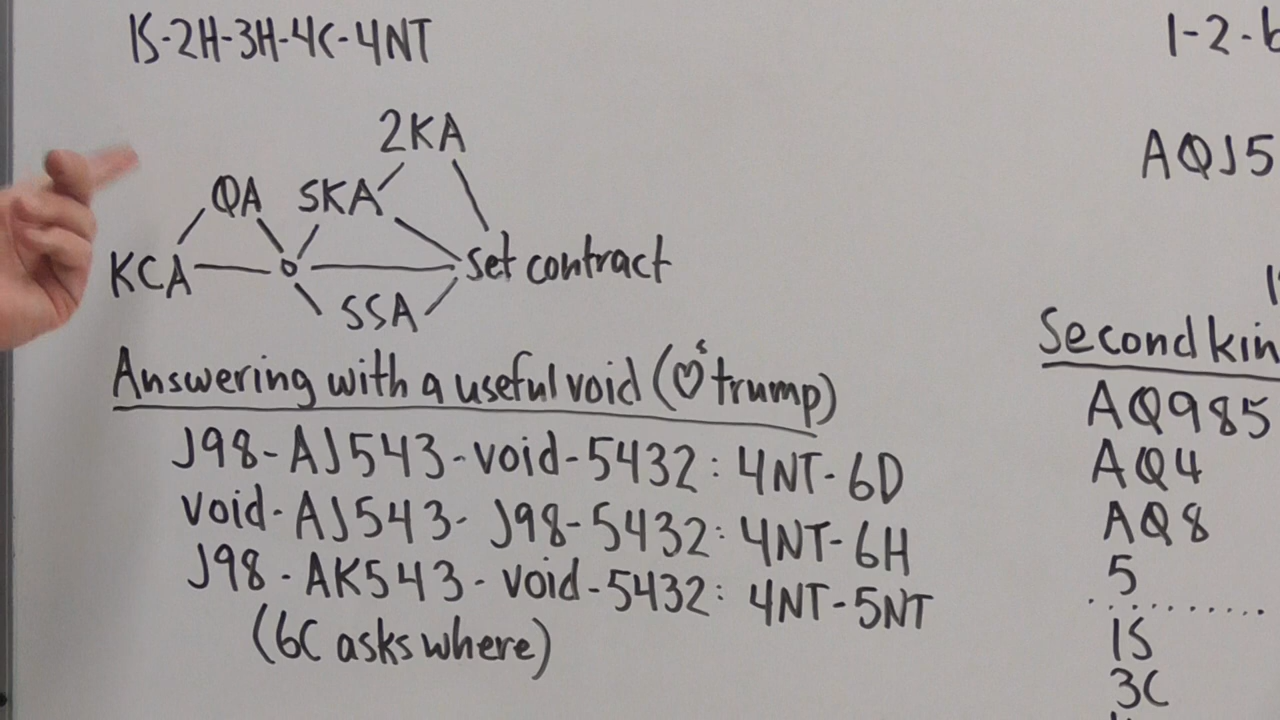 1S-2H-3H-4C-4NT
2KA
QA SKA
KCA
Set contract
SSA
Answering with a useful void (♡s trump)
J98-AJ543-void-5432: 4NT-6D
void-AJ543-J98-5432: 4NT-6H
J98-AK543-void-5432: 4NT-5NT
(6C asks where)
1-2-
AQJ5
Second kin
AQ985
AQ4
AQ8
5
..........
1S
3C